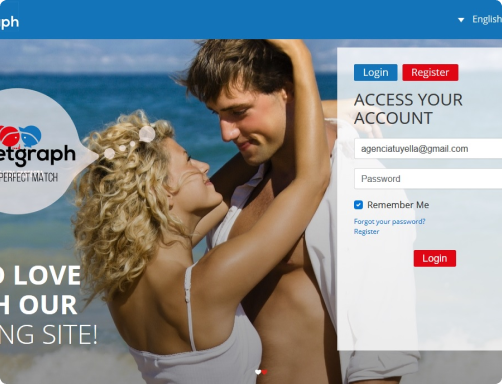 ph
English
Login Register
ACCESS YOUR
ACCOUNT
etgraph
PERFECT MATCH
agenciatuyella@gmail.com
Password
Remember Me
Forgot your password?
Register
Login
LOVE
H OUR
NG SITE!